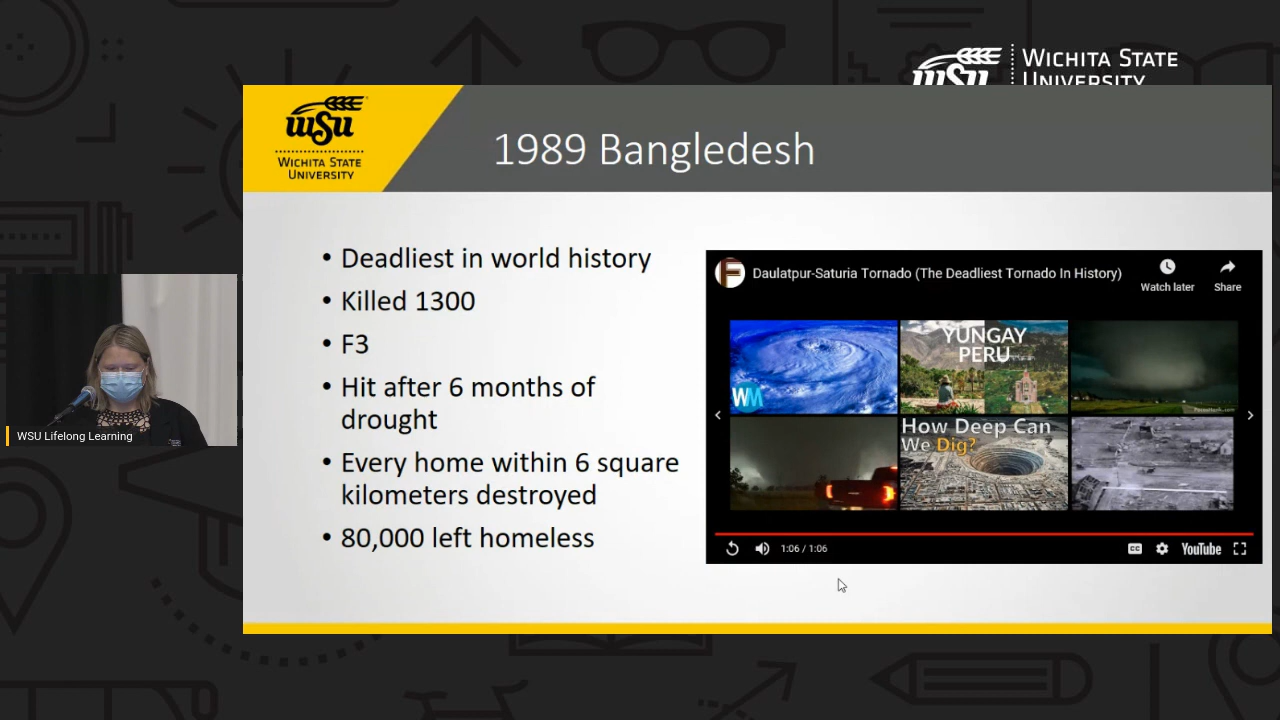 WSU | WICHITA STATE
UNIVERSITY
WSU
WICHITA STATE
UNIVERSITY
1989 Bangledesh
• Deadliest in world history
• Killed 1300
• F3
• Hit after 6 months of
drought
• Every home within 6 square
kilometers destroyed
• 80,000 left homeless
F Daulatpur-Saturia Tornado (The Deadliest Tornado In History)
Watch later
Share
WM
YUNGAY
PERU
How Deep Can
We Dig?
1:06 / 1:06
CC
YouTube
WSU Lifelong Learning